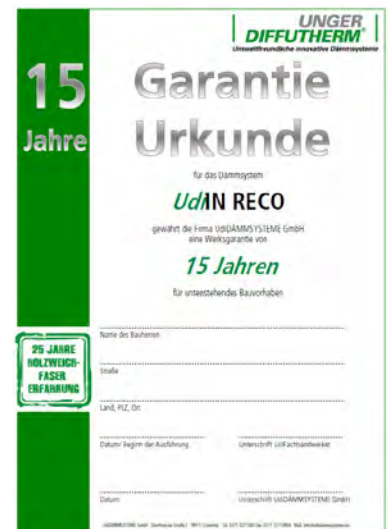 UNGER
DIFFUTHERM®
Umweltfreundliche innovative Dämmsysteme
15
Jahre
Garantie
Urkunde
für das Dämmsystem
UdiIN RECO
gewährt die Firma UdiDÄMMSYSTEME GmbH
eine Werksgarantie von
15 Jahren
für untenstehendes Bauvorhaben
25 JAHRE
HOLZWEICH-
FASER
ERFAHRUNG
Name des Bauherren
Straße
Land, PLZ, Ort
Datum/ Beginn der Ausführung
Unterschrift UdiFachhandwerker
Datum
Unterschrift UdiDÄMMSYSTEME GmbH